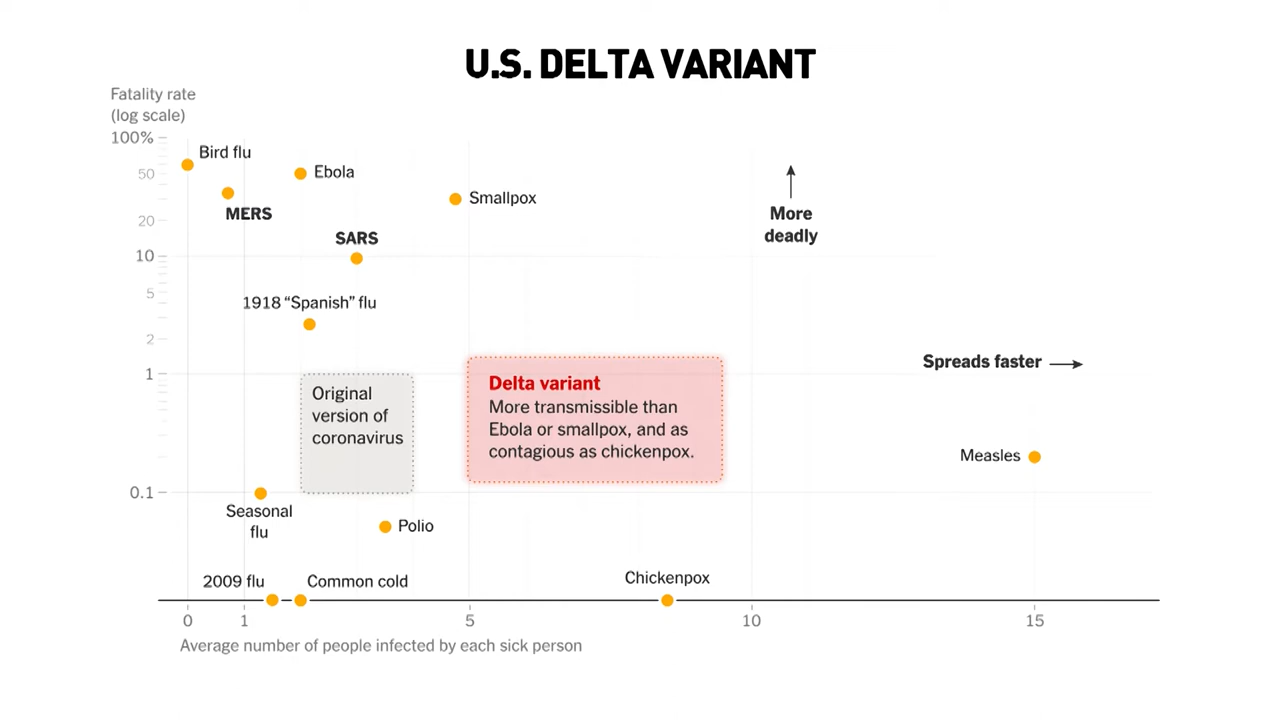 U.S. DELTA VARIANT
Fatality rate
(log scale)
100%
50
20
10
5
2
1
0.1
Bird flu
Ebola
MERS
Smallpox
SARS
1918 “Spanish” flu
More
deadly
Spreads faster
Original
version of
coronavirus
Delta variant
More transmissible than
Ebola or smallpox, and as
contagious as chickenpox.
Measles
Seasonal
flu
Polio
2009 flu
Common cold
Chickenpox
0 1 5 10 15
Average number of people infected by each sick person